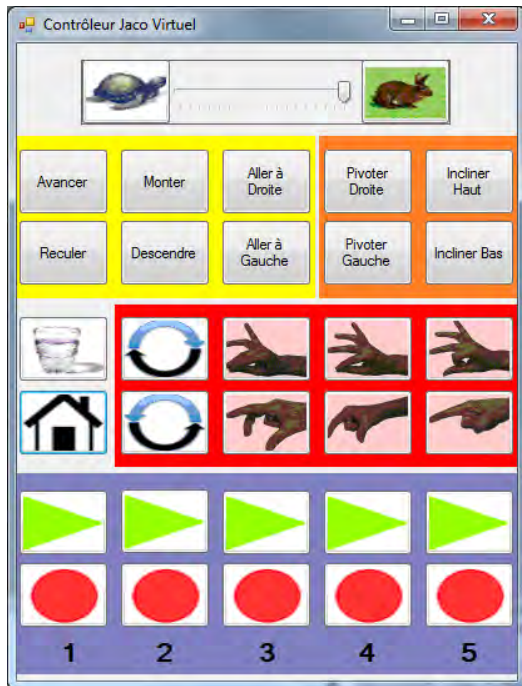 Contrôleur Jaco Virtuel
Avancer
Monter
Aller à
Droite
Pivoter
Droite
Incliner
Haut
Reculer
Descendre
Aller à
Gauche
Pivoter
Gauche
Incliner Bas
1 2 3 4 5